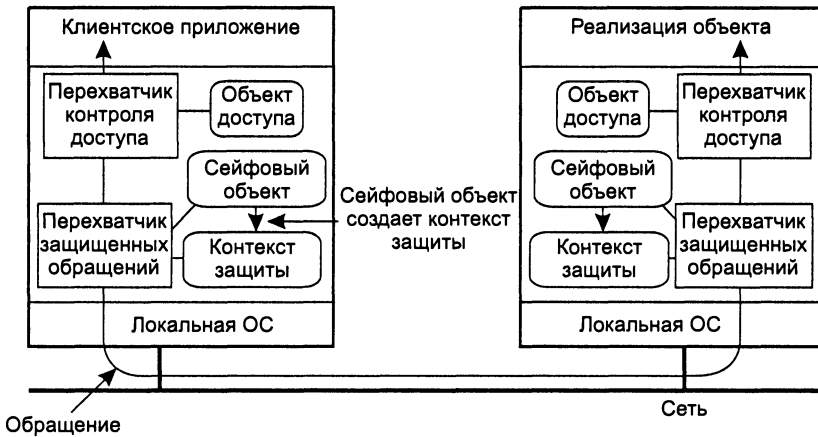 Клиентское приложение
Перехватчик
контроля
доступа
Объект
доступа
Сейфовый
объект
Перехватчик
защищенных
обращений
Контекст
защиты
Локальная ОС
Сейфовый объект
создает контекст
защиты
Реализация объекта
Объект
доступа
Перехватчик
контроля
доступа
Сейфовый
объект
Контекст
защиты
Перехватчик
защищенных
обращений
Локальная ОС
Сеть
Обращение